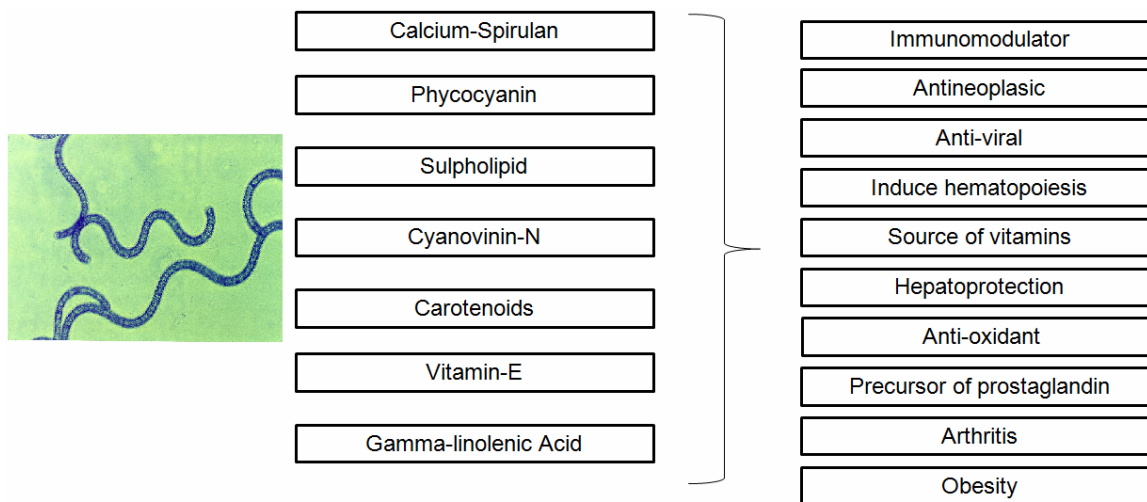 Calcium-Spirulan
Phycocyanin
Sulpholipid
Cyanovinin-N
Carotenoids
Vitamin-E
Gamma-linolenic Acid
Immunomodulator
Antineoplasic
Anti-viral
Induce hematopoiesis
Source of vitamins
Hepatoprotection
Anti-oxidant
Precursor of prostaglandin
Arthritis
Obesity